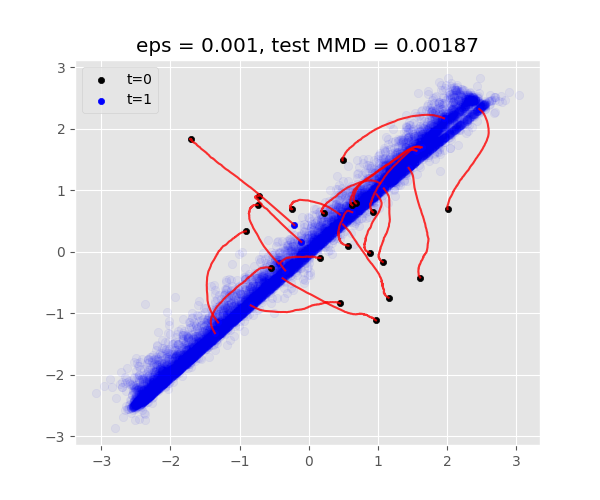 eps = 0.001, test MMD = 0.00187
t=0
t=1
3
2
1
0
−1
−2
−3
−3 −2 −1 0 1 2 3